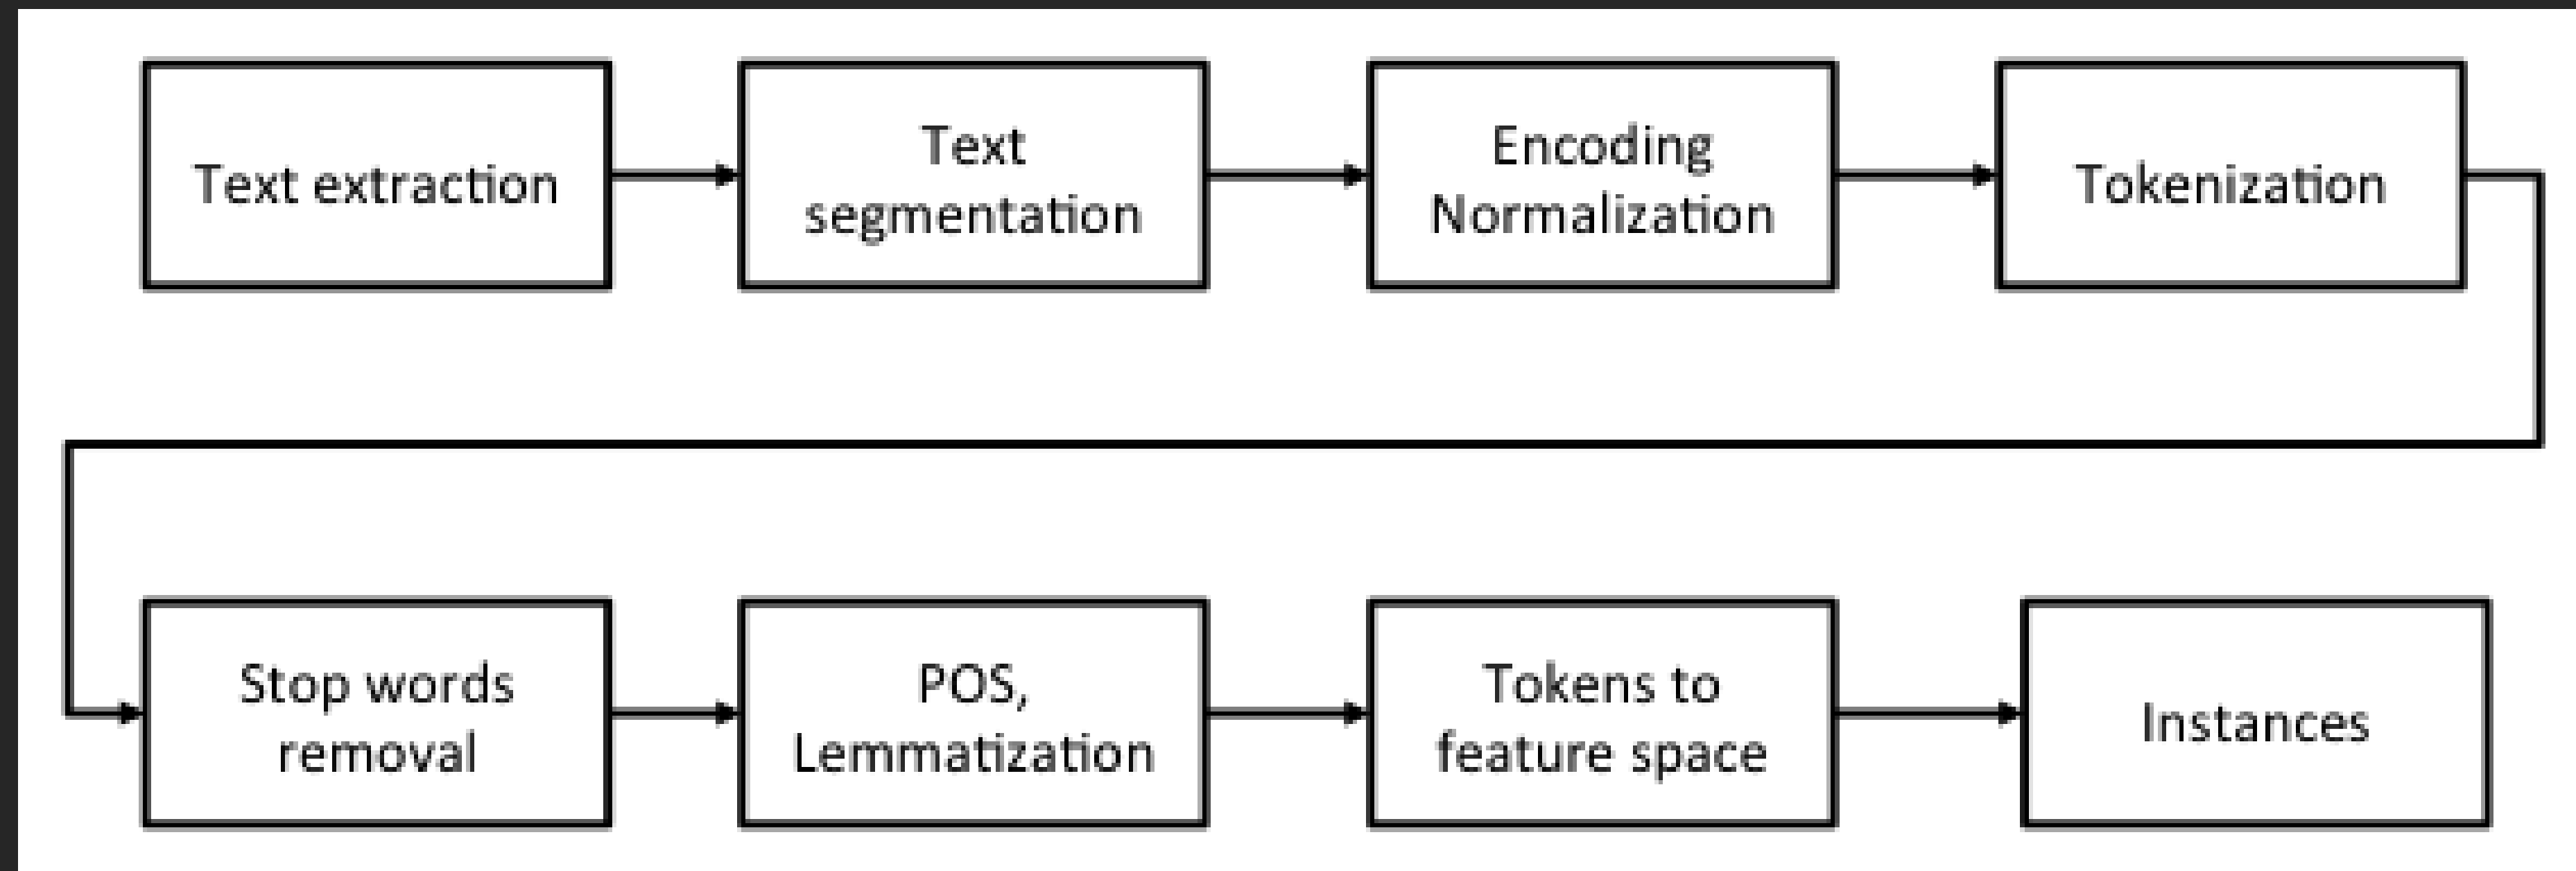 Text extraction
Text
segmentation
Encoding
Normalization
Tokenization
Stop words
removal
POS,
Lemmatization
Tokens to
feature space
Instances